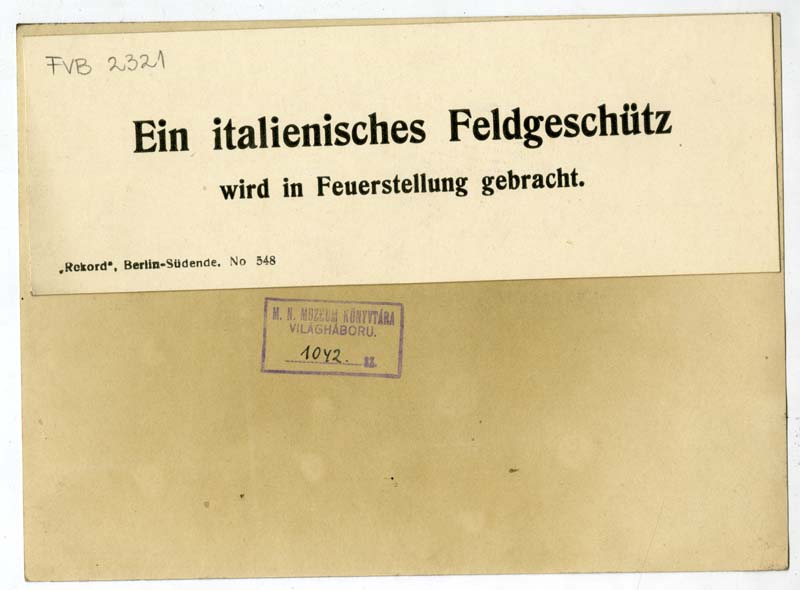 FVB 2321
Ein italienisches Feldgeschütz
wird in Feuerstellung gebracht.
„Rekord“, Berlin-Südende. No 548
M. N. MUZEUM KÖNYVTÁRA
VILÁGHÁBORU.
1042. SZ.